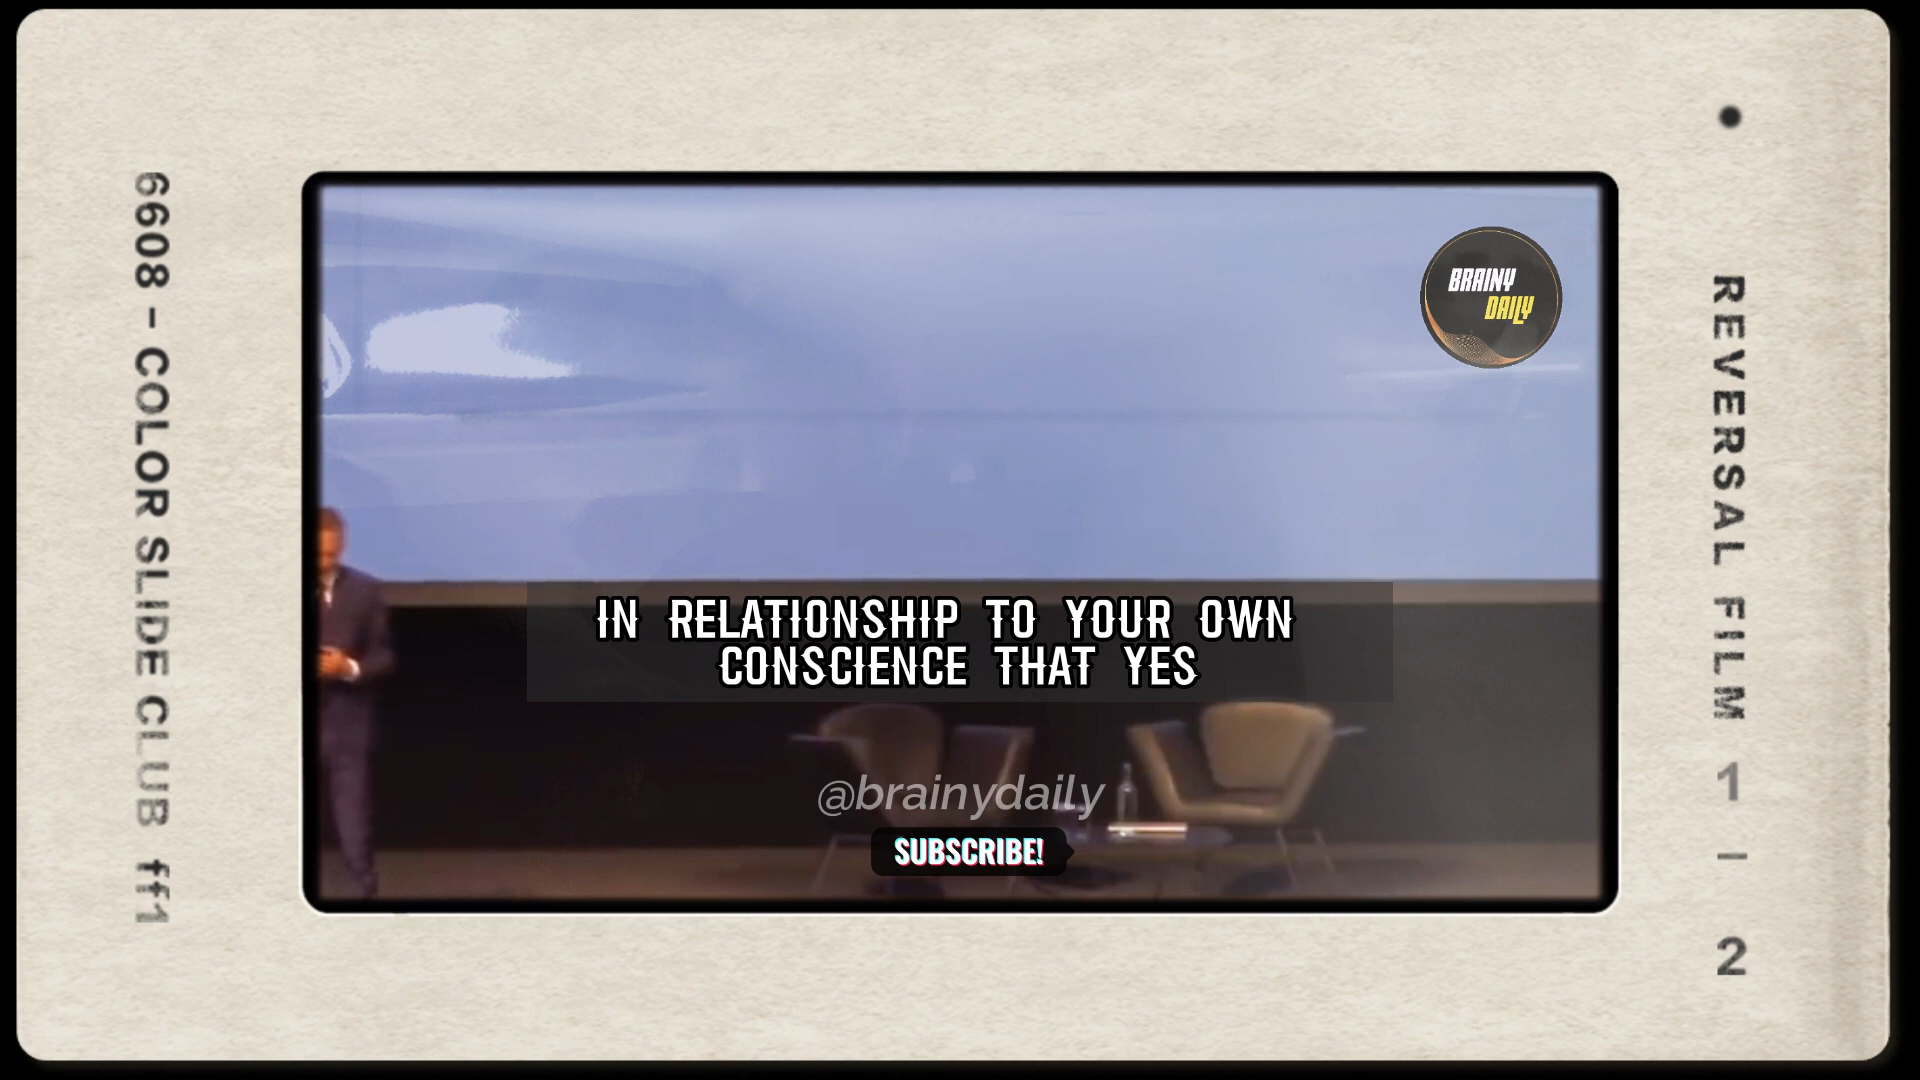 6608 - COLOR SLIDE CLUB ff1
BRAINY
DAILY
IN RELATIONSHIP TO YOUR OWN
CONSCIENCE THAT YES
@brainydaily
SUBSCRIBE!
REVERSAL FILM 1 - 2